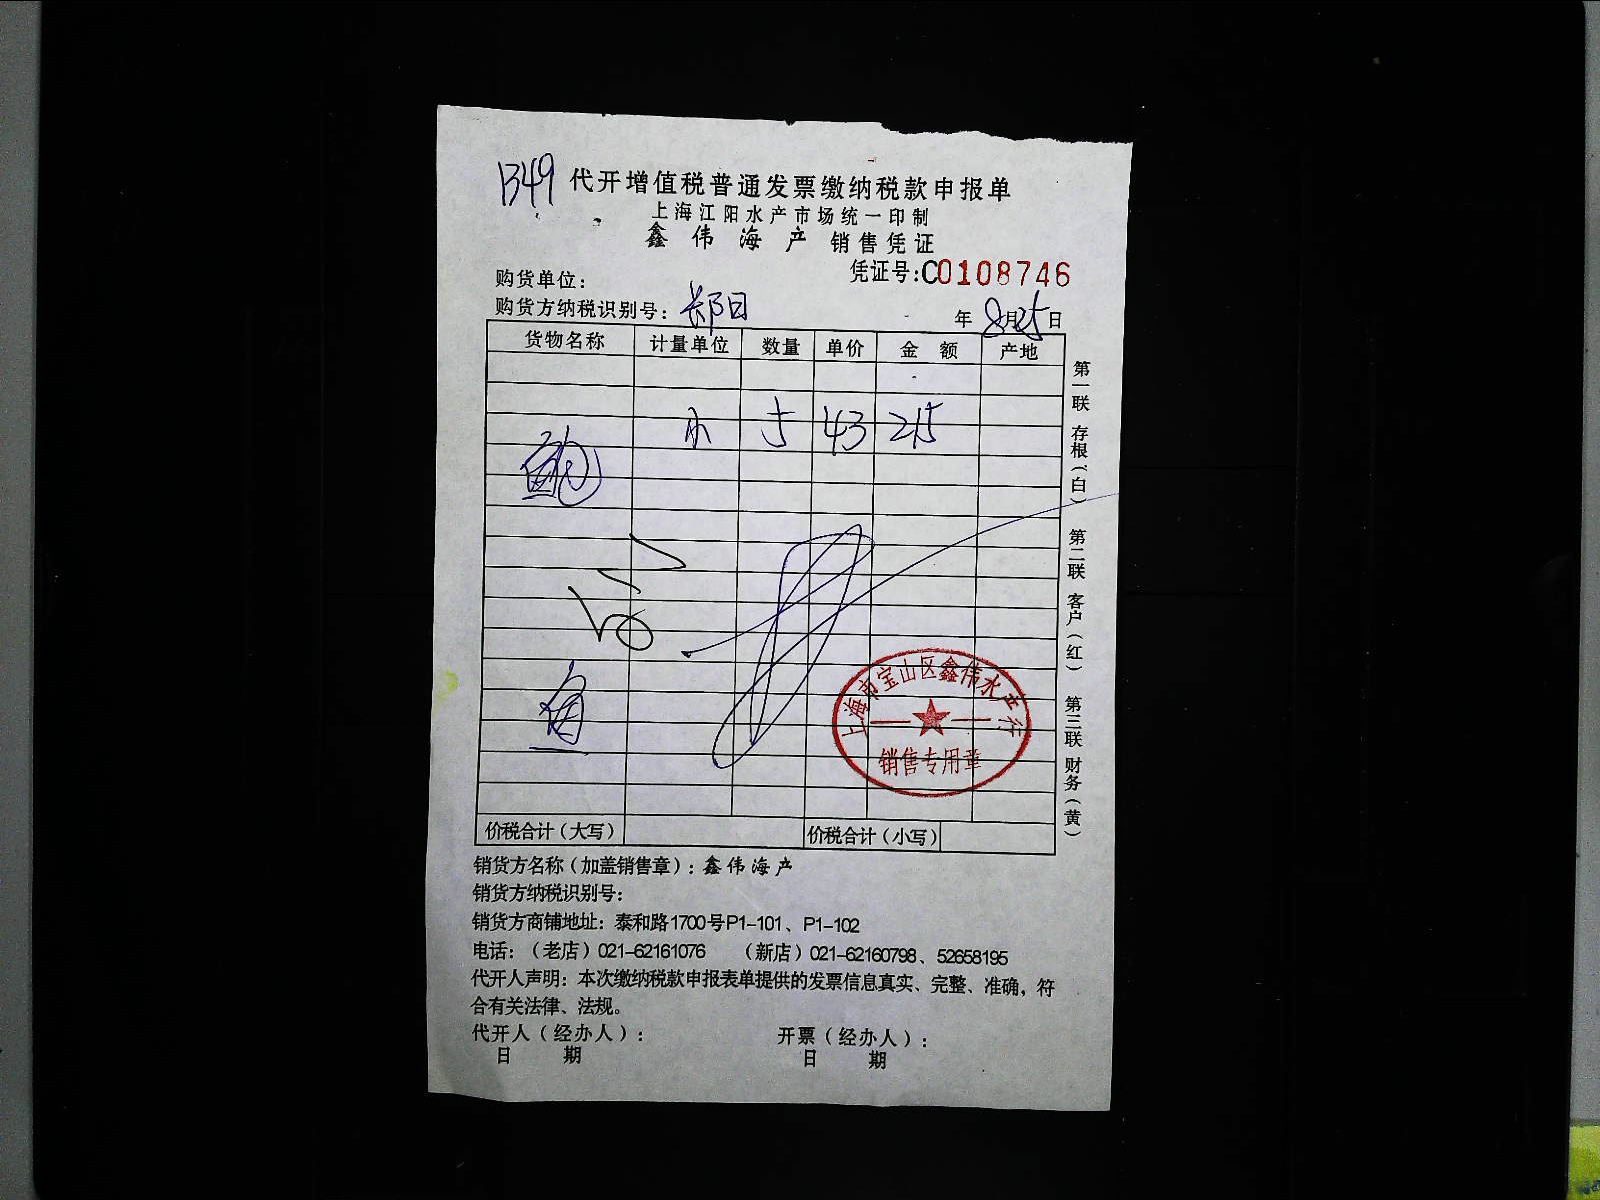 1349 代开增值税普通发票缴纳税款申报单
上海江阳水产市场统一印制
鑫伟海产 销售凭证
凭证号:C0108746
购货单位:
购货方纳税识别号:
年 8月25日
货物名称 计量单位 数量 单价 金额 产地
小 5 43 215
鲍
鱼
上海市宝山区鑫伟水产行
销售专用章
价税合计(大写) 价税合计(小写)
第一联 存根(白)
第二联 客户(红)
第三联 财务(黄)
销货方名称(加盖销售章):鑫伟海产
销货方纳税识别号:
销货方商铺地址:泰和路1700号P1-101、P1-102
电话:(老店)021-62161076 (新店)021-62160798、52658195
代开人声明:本次缴纳税款申报表单提供的发票信息真实、完整、准确,符
合有关法律、法规。
代开人(经办人): 开票(经办人):
日 期 日 期